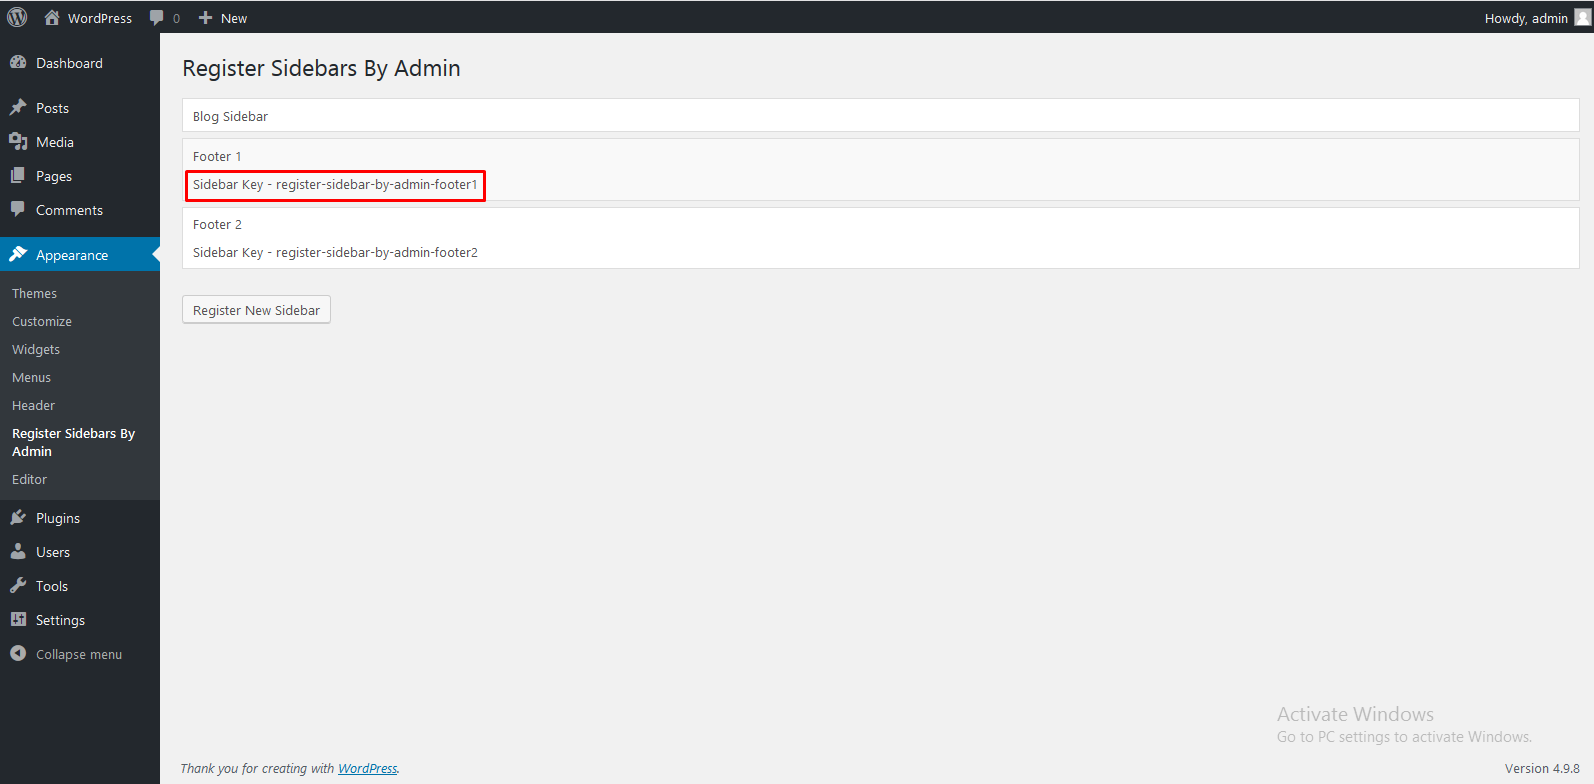 WordPress 0 New Howdy, admin
Dashboard
Posts
Media
Pages
Comments
Appearance
Themes
Customize
Widgets
Menus
Header
Register Sidebars By
Admin
Editor
Plugins
Users
Tools
Settings
Collapse menu
Register Sidebars By Admin
Blog Sidebar
Footer 1
Sidebar Key - register-sidebar-by-admin-footer1
Footer 2
Sidebar Key - register-sidebar-by-admin-footer2
Register New Sidebar
Activate Windows
Go to PC settings to activate Windows.
Thank you for creating with WordPress.
Version 4.9.8